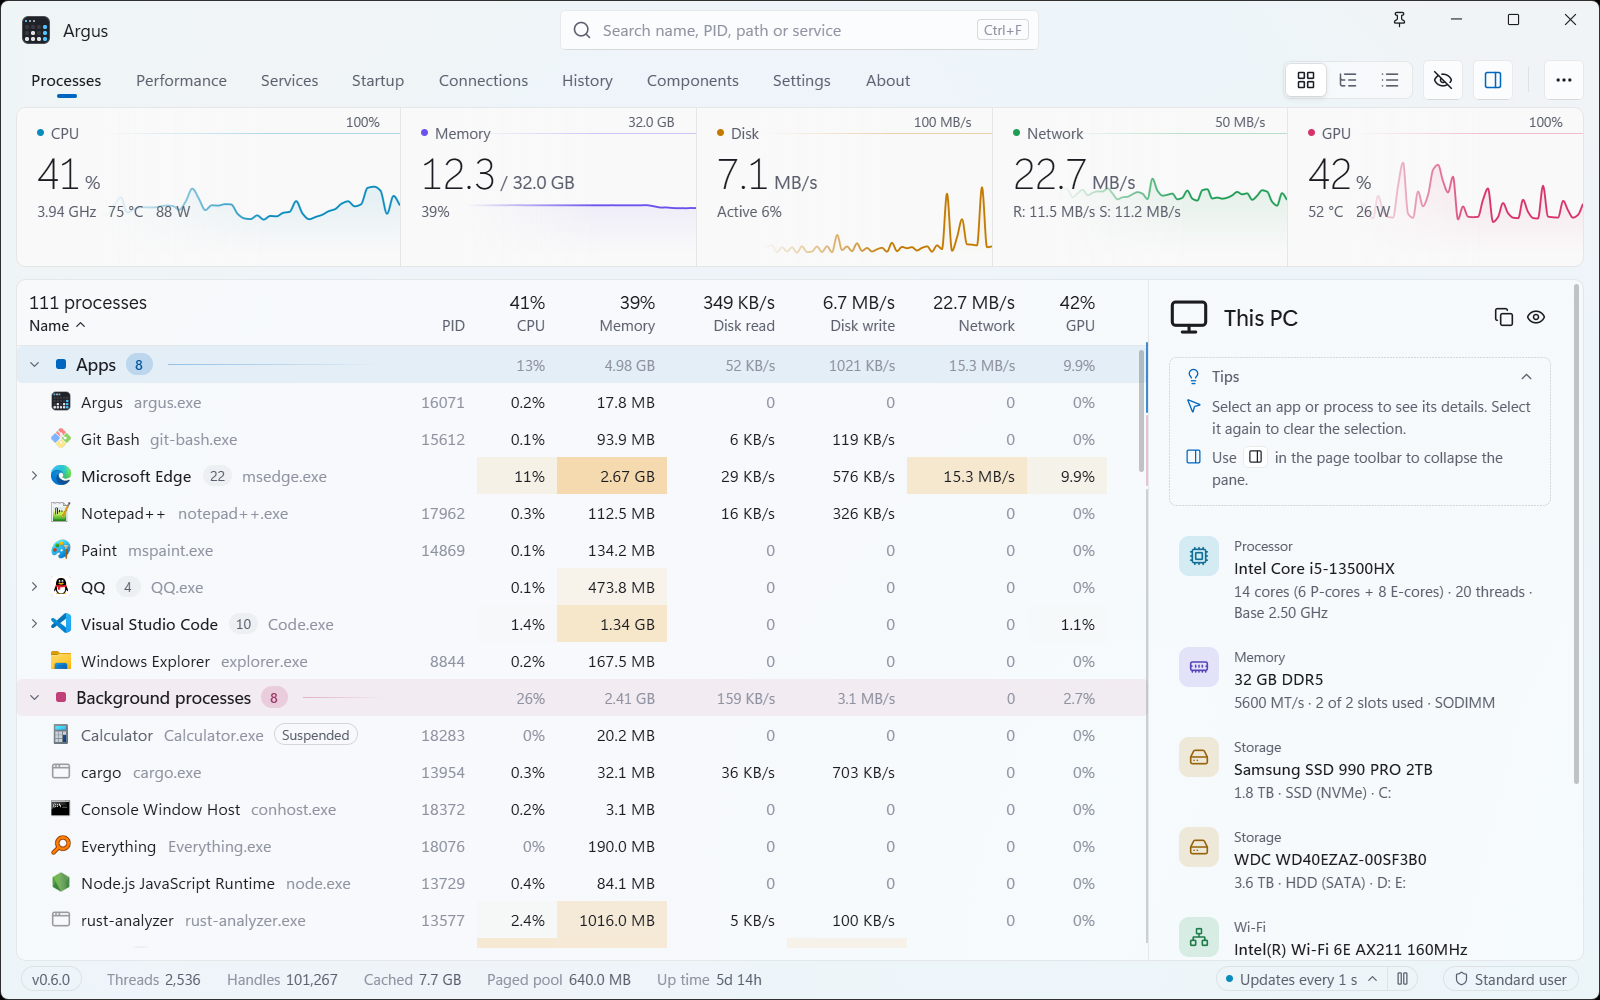 Argus
Search name, PID, path or service
Ctrl+F
Processes Performance Services Startup Connections History Components Settings About
CPU 100%
41 %
3.94 GHz 75 °C 88 W
Memory 32.0 GB
12.3 / 32.0 GB
39%
Disk 100 MB/s
7.1 MB/s
Active 6%
Network 50 MB/s
22.7 MB/s
R: 11.5 MB/s S: 11.2 MB/s
GPU 100%
42 %
52 °C 26 W
111 processes 41% 39% 349 KB/s 6.7 MB/s 22.7 MB/s 42%
Name PID CPU Memory Disk read Disk write Network GPU
Apps 8 13% 4.98 GB 52 KB/s 1021 KB/s 15.3 MB/s 9.9%
Argus argus.exe 16071 0.2% 17.8 MB 0 0 0 0%
Git Bash git-bash.exe 15612 0.1% 93.9 MB 6 KB/s 119 KB/s 0 0%
Microsoft Edge 22 msedge.exe 11% 2.67 GB 29 KB/s 576 KB/s 15.3 MB/s 9.9%
Notepad++ notepad++.exe 17962 0.3% 112.5 MB 16 KB/s 326 KB/s 0 0%
Paint mspaint.exe 14869 0.1% 134.2 MB 0 0 0 0%
QQ 4 QQ.exe 0.1% 473.8 MB 0 0 0 0%
Visual Studio Code 10 Code.exe 1.4% 1.34 GB 0 0 0 1.1%
Windows Explorer explorer.exe 8844 0.2% 167.5 MB 0 0 0 0%
Background processes 8 26% 2.41 GB 159 KB/s 3.1 MB/s 0 2.7%
Calculator Calculator.exe Suspended 18283 0% 20.2 MB 0 0 0 0%
cargo cargo.exe 13954 0.3% 32.1 MB 36 KB/s 703 KB/s 0 0%
Console Window Host conhost.exe 18372 0.2% 3.1 MB 0 0 0 0%
Everything Everything.exe 18076 0% 190.0 MB 0 0 0 0%
Node.js JavaScript Runtime node.exe 13729 0.4% 84.1 MB 0 0 0 0%
rust-analyzer rust-analyzer.exe 13577 2.4% 1016.0 MB 5 KB/s 100 KB/s 0 0%
This PC
Tips
Select an app or process to see its details. Select
it again to clear the selection.
Use in the page toolbar to collapse the
pane.
Processor
Intel Core i5-13500HX
14 cores (6 P-cores + 8 E-cores) · 20 threads ·
Base 2.50 GHz
Memory
32 GB DDR5
5600 MT/s · 2 of 2 slots used · SODIMM
Storage
Samsung SSD 990 PRO 2TB
1.8 TB · SSD (NVMe) · C:
Storage
WDC WD40EZAZ-00SF3B0
3.6 TB · HDD (SATA) · D: E:
Wi-Fi
Intel(R) Wi-Fi 6E AX211 160MHz
v0.6.0 Threads 2,536 Handles 101,267 Cached 7.7 GB Paged pool 640.0 MB Up time 5d 14h Updates every 1 s Standard user